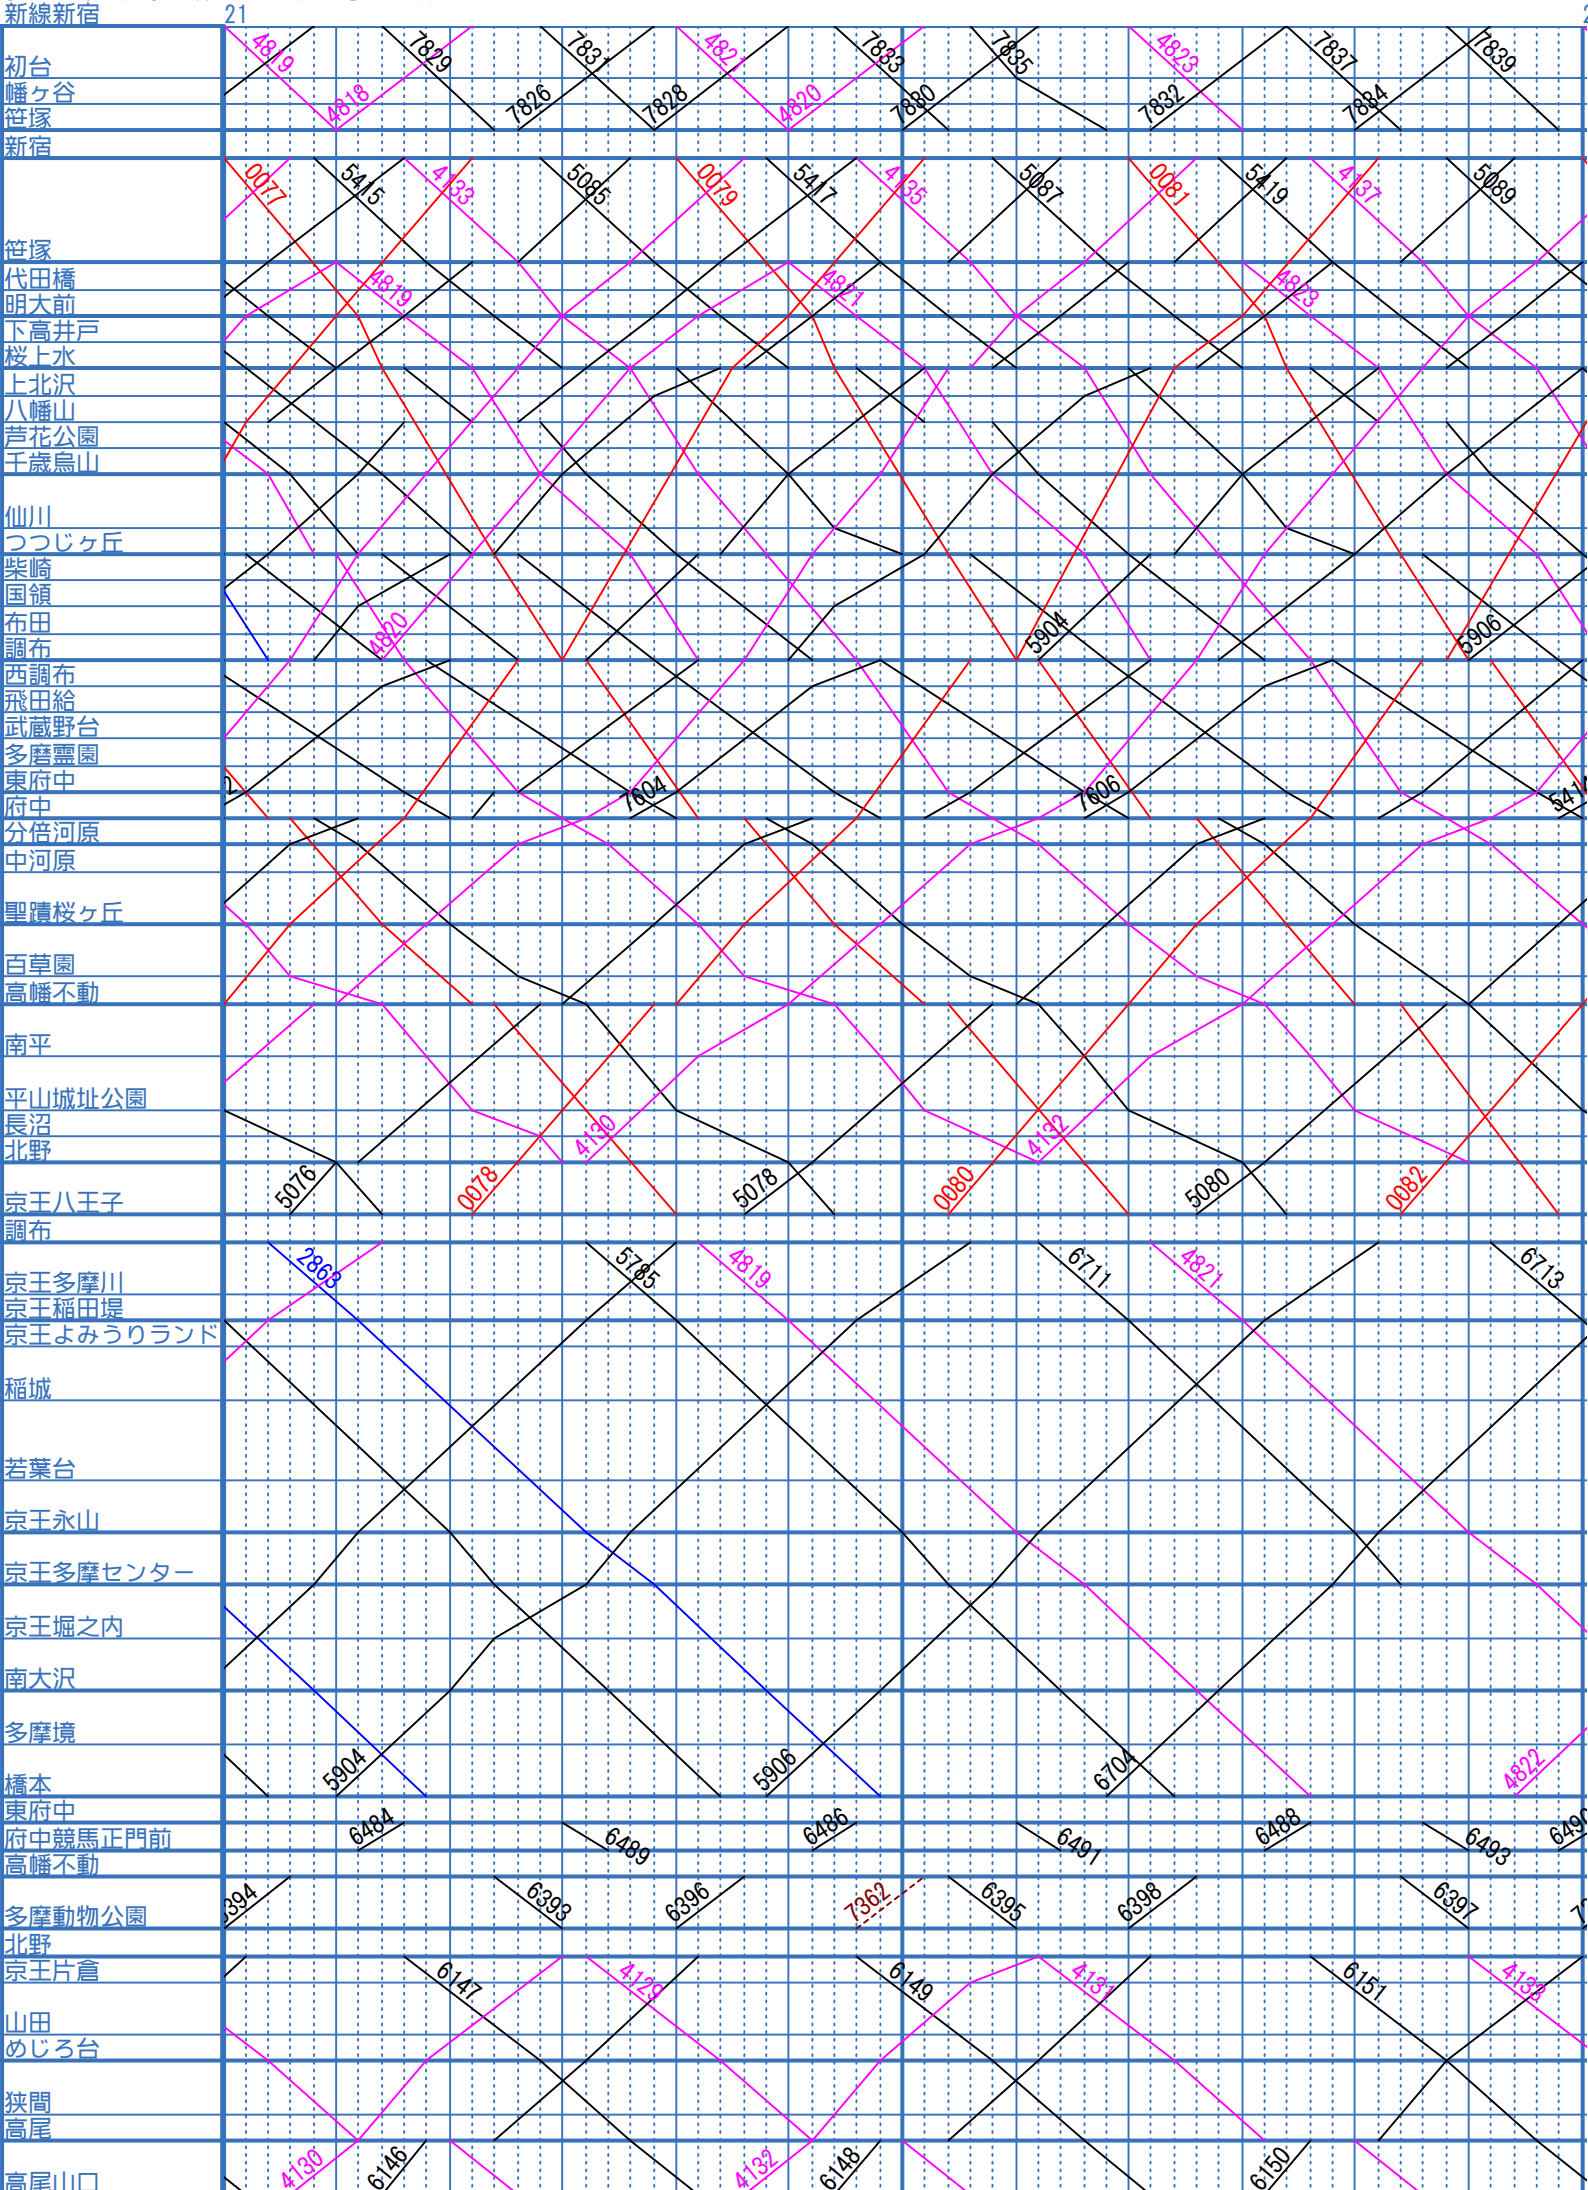 新線新宿 21 2
4819 7829 7831 4821 7833 7835 4823 7837 7839
初台
幡ヶ谷
4818 7826 7828 4820 7880 7832 7884
笹塚
新宿
0077 5415 4133 5085 0079 5417 4135 5087 0081 5419 4137 5089
笹塚
代田橋
4819 4821 4823
明大前
下高井戸
桜上水
上北沢
八幡山
芦花公園
千歳烏山
仙川
つつじヶ丘
柴崎
国領
布田
4820 5904 5906
調布
西調布
飛田給
武蔵野台
多磨霊園
東府中
2 7604 7606 5414
府中
分倍河原
中河原
聖蹟桜ヶ丘
百草園
高幡不動
南平
平山城址公園
長沼
4130 4132
北野
5076 0078 5078 0080 5080 0082
京王八王子
調布
2863 5785 4819 6711 4821 6713
京王多摩川
京王稲田堤
京王よみうりランド
稲城
若葉台
京王永山
京王多摩センター
京王堀之内
南大沢
多摩境
5904 5906 6704 4822
橋本
東府中
6484 6489 6486 6491 6488 6493 6490
府中競馬正門前
高幡不動
6394 6393 6396 7362 6395 6398 6397
多摩動物公園
北野
京王片倉
6147 4129 6149 4131 6151 4133
山田
めじろ台
狭間
高尾
4130 6146 4132 6148 6150
高尾山口